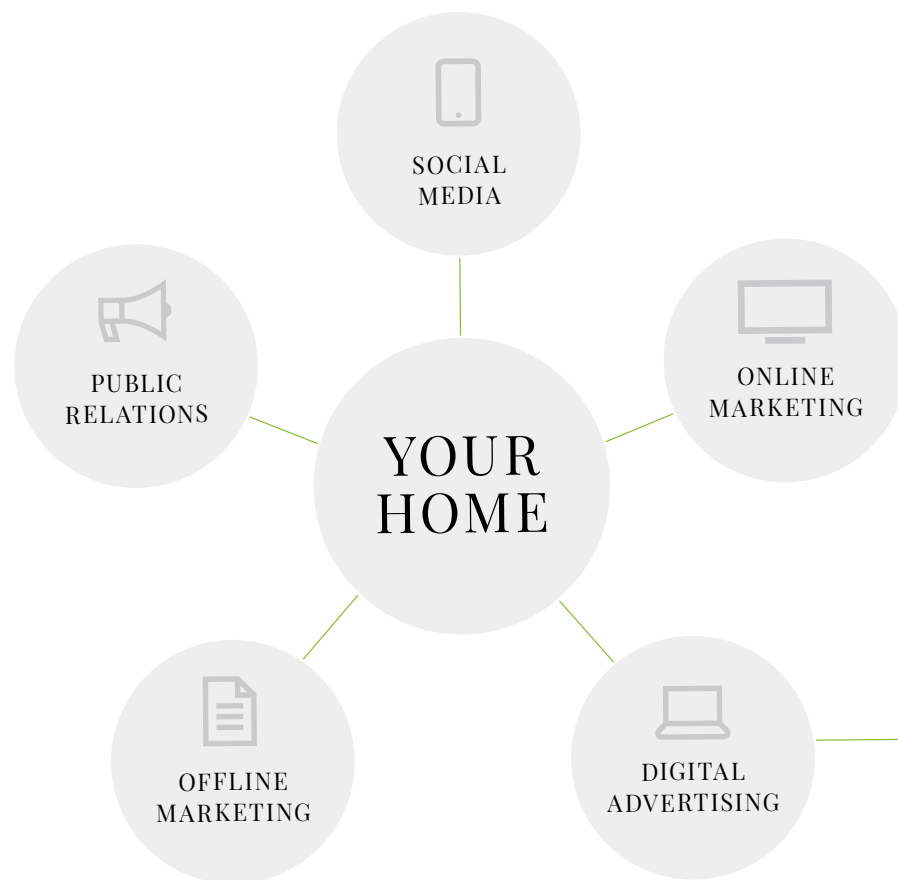 SOCIAL
MEDIA
PUBLIC
RELATIONS
ONLINE
MARKETING
YOUR
HOME
OFFLINE
MARKETING
DIGITAL
ADVERTISING